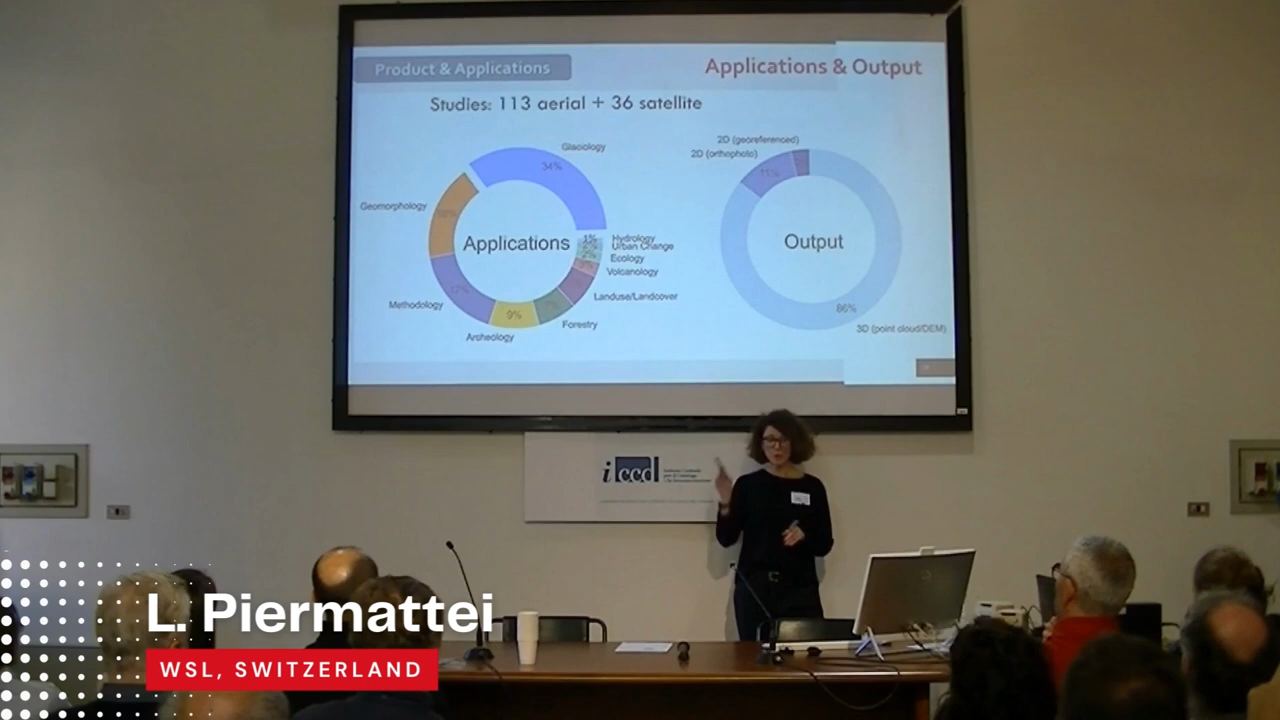 Product & Applications
Applications & Output
Studies: 113 aerial + 36 satellite
Glaciology
34%
Geomorphology
Applications
1%
Hydrology
Urban Change
2%
Ecology
Volcanology
Landuse/Landcover
Methodology
9%
Forestry
Archeology
2D (georeferenced)
2D (orthophoto)
11%
Output
86%
3D (point cloud/DEM)
iccd
L. Piermattei
WSL, SWITZERLAND